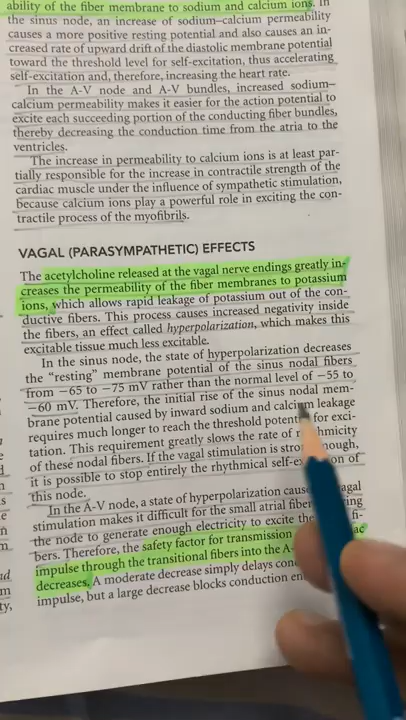 ability of the fiber membrane to sodium and calcium ions. In
the sinus node, an increase of sodium–calcium permeability
causes a more positive resting potential and also causes an in-
creased rate of upward drift of the diastolic membrane potential
toward the threshold level for self-excitation, thus accelerating
self-excitation and, therefore, increasing the heart rate.
In the A-V node and A-V bundles, increased sodium–
calcium permeability makes it easier for the action potential to
excite each succeeding portion of the conducting fiber bundles,
thereby decreasing the conduction time from the atria to the
ventricles.
The increase in permeability to calcium ions is at least par-
tially responsible for the increase in contractile strength of the
cardiac muscle under the influence of sympathetic stimulation,
because calcium ions play a powerful role in exciting the con-
tractile process of the myofibrils.
VAGAL (PARASYMPATHETIC) EFFECTS
The acetylcholine released at the vagal nerve endings greatly in-
creases the permeability of the fiber membranes to potassium
ions, which allows rapid leakage of potassium out of the con-
ductive fibers. This process causes increased negativity inside
the fibers, an effect called hyperpolarization, which makes this
excitable tissue much less excitable.
In the sinus node, the state of hyperpolarization decreases
the “resting” membrane potential of the sinus nodal fibers
from −65 to −75 mV rather than the normal level of −55 to
−60 mV. Therefore, the initial rise of the sinus nodal mem-
brane potential caused by inward sodium and calcium leakage
requires much longer to reach the threshold potential for exci-
tation. This requirement greatly slows the rate of rhythmicity
of these nodal fibers. If the vagal stimulation is strong enough,
it is possible to stop entirely the rhythmical self-ex on of
this node.
In the A-V node, a state of hyperpolarization caus vagal
stimulation makes it difficult for the small atrial fiber ing
the node to generate enough electricity to excite the fi-
bers. Therefore, the safety factor for transmission ac
impulse through the transitional fibers into the A-
decreases. A moderate decrease simply delays con
impulse, but a large decrease blocks conduction en